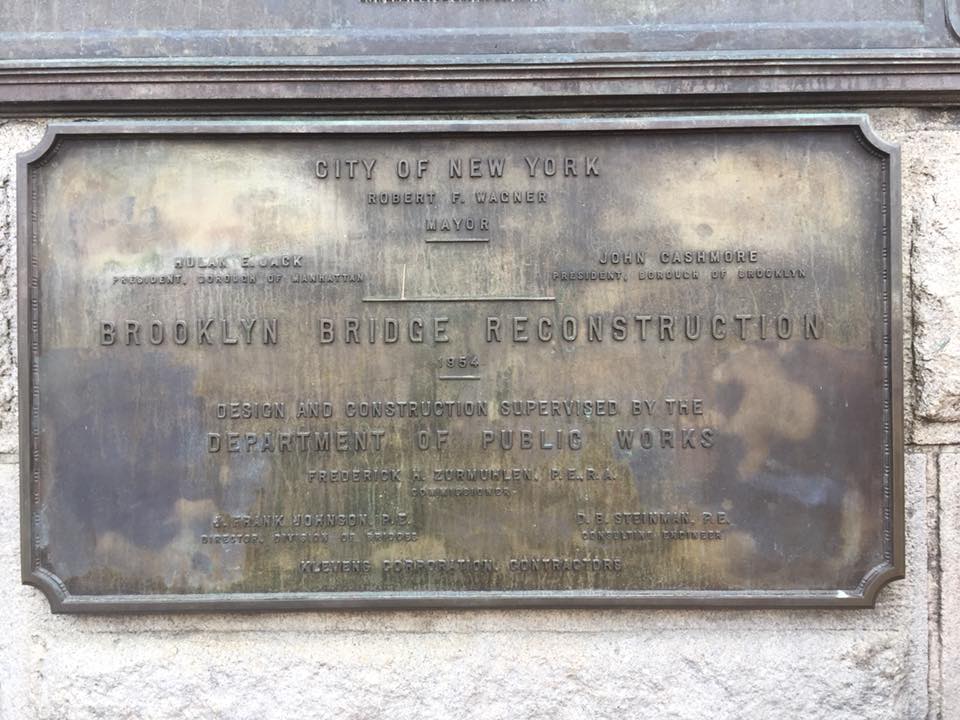 CITY OF NEW YORK
ROBERT F. WAGNER
MAYOR
HULAN E. JACK
PRESIDENT, BOROUGH OF MANHATTAN
JOHN CASHMORE
PRESIDENT, BOROUGH OF BROOKLYN
BROOKLYN BRIDGE RECONSTRUCTION
1954
DESIGN AND CONSTRUCTION SUPERVISED BY THE
DEPARTMENT OF PUBLIC WORKS
FREDERICK H. ZURMUHLEN, P.E., R.A.
COMMISSIONER
J. FRANK JOHNSON, P.E.
DIRECTOR, DIVISION OF BRIDGES
D. B. STEINMAN, P.E.
CONSULTING ENGINEER
KLEVENS CORPORATION, CONTRACTORS